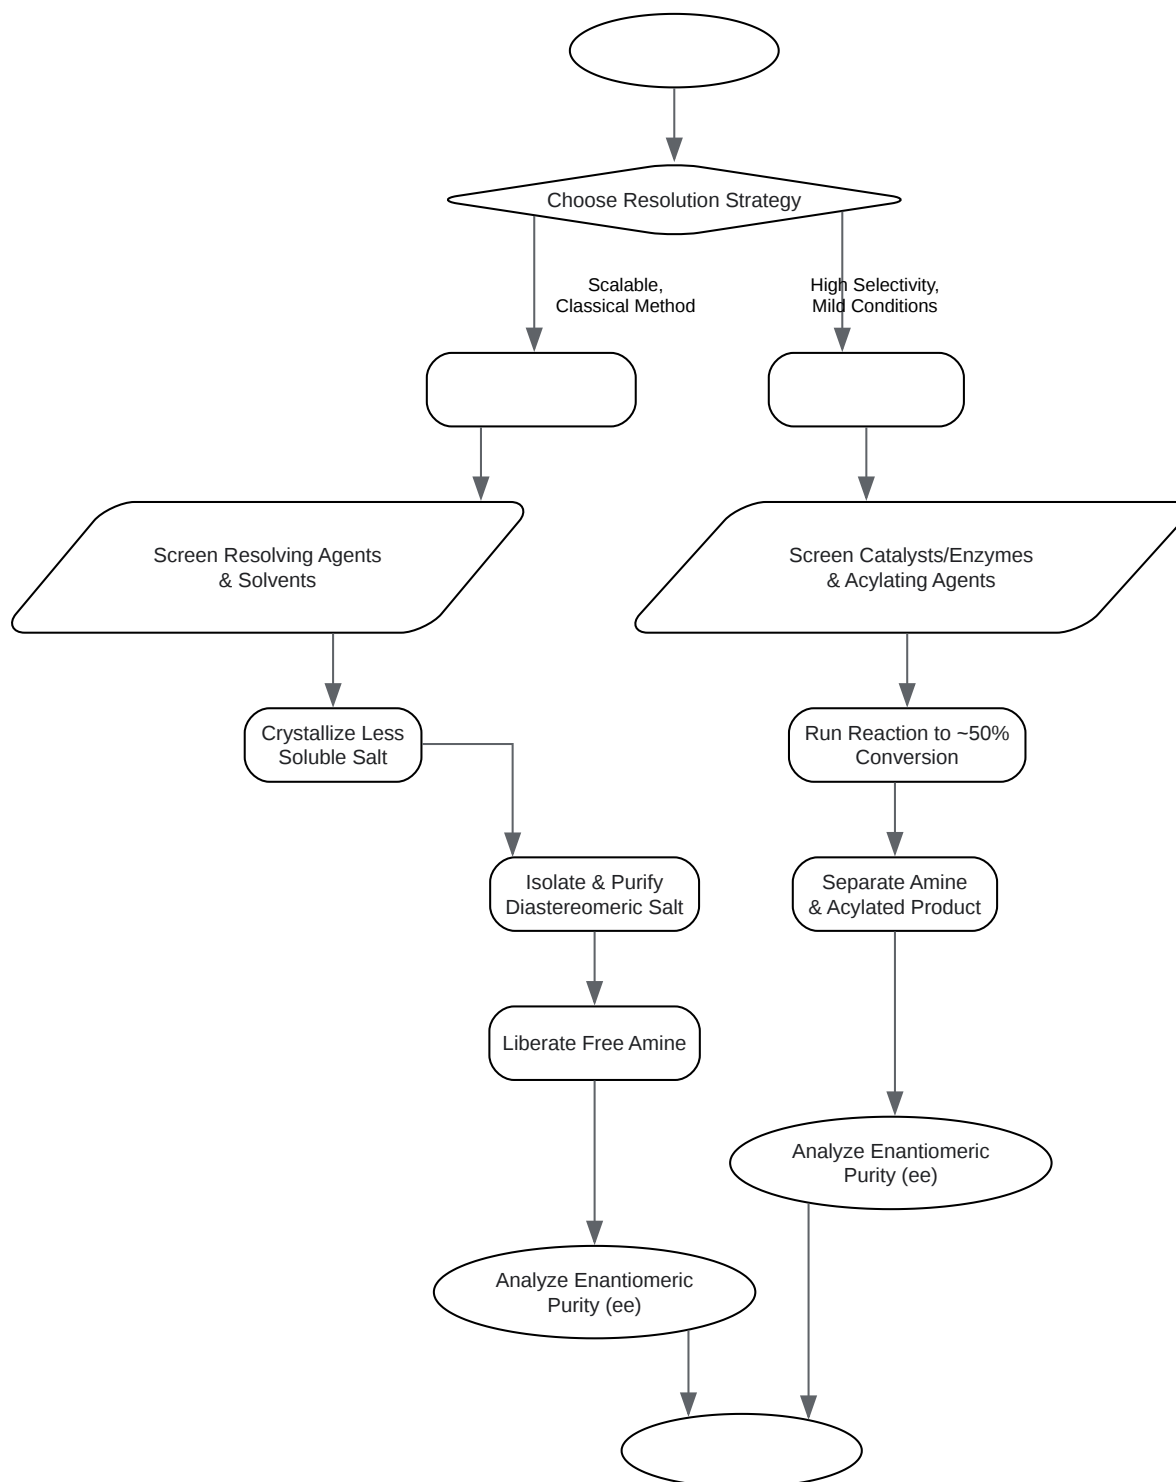 Choose Resolution Strategy
Scalable,
Classical Method
High Selectivity,
Mild Conditions
Screen Resolving Agents
& Solvents
Screen Catalysts/Enzymes
& Acylating Agents
Crystallize Less
Soluble Salt
Run Reaction to ~50%
Conversion
Isolate & Purify
Diastereomeric Salt
Separate Amine
& Acylated Product
Liberate Free Amine
Analyze Enantiomeric
Purity (ee)
Analyze Enantiomeric
Purity (ee)